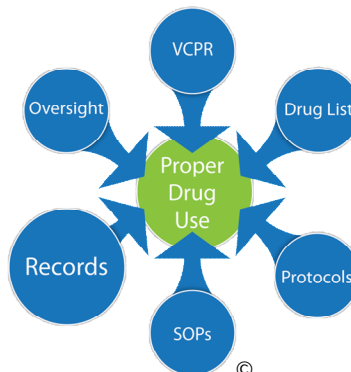 VCPR
Oversight
Drug List
Proper
Drug
Use
Records
Protocols
SOPs
©